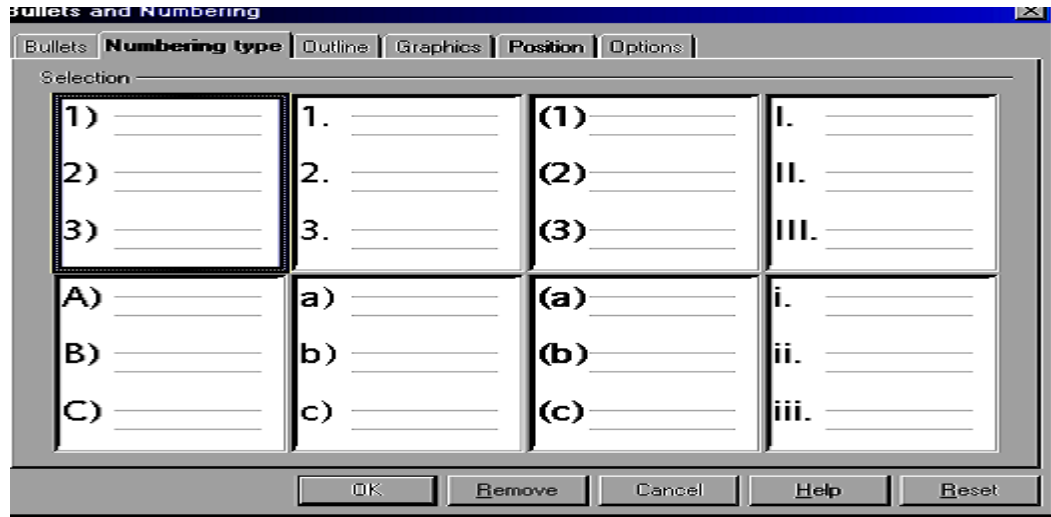 Bullets and Numbering
Bullets Numbering type Outline Graphics Position Options
Selection
1) 1. (1) I.
2) 2. (2) II.
3) 3. (3) III.
A) a) (a) i.
B) b) (b) ii.
C) c) (c) iii.
OK Remove Cancel Help Reset